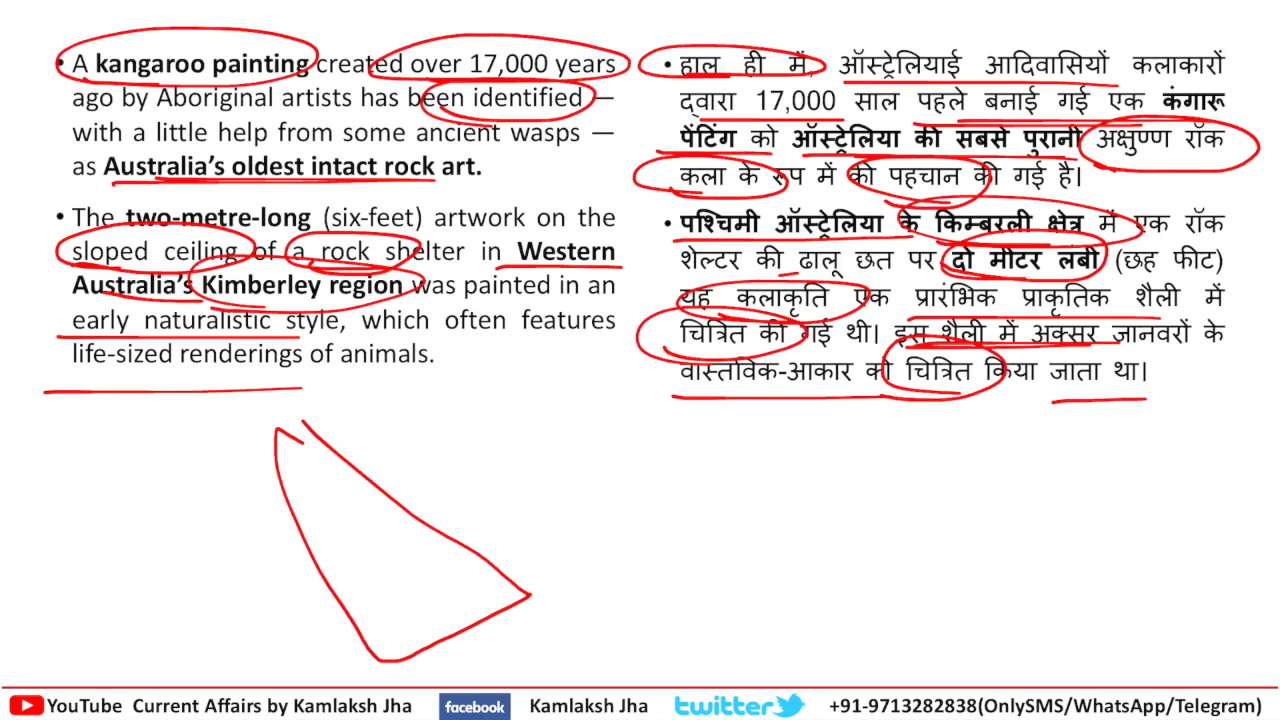 • A kangaroo painting created over 17,000 years
ago by Aboriginal artists has been identified —
with a little help from some ancient wasps —
as Australia’s oldest intact rock art.
• The two-metre-long (six-feet) artwork on the
sloped ceiling of a rock shelter in Western
Australia’s Kimberley region was painted in an
early naturalistic style, which often features
life-sized renderings of animals.
• हाल ही में, ऑस्ट्रेलियाई आदिवासियों कलाकारों
द्वारा 17,000 साल पहले बनाई गई एक कंगारू
पेंटिंग को ऑस्ट्रेलिया की सबसे पुरानी अक्षुण्ण रॉक
कला के रूप में की पहचान की गई है।
• पश्चिमी ऑस्ट्रेलिया के किम्बरली क्षेत्र में एक रॉक
शेल्टर की ढालू छत पर दो मीटर लंबी (छह फीट)
यह कलाकृति एक प्रारंभिक प्राकृतिक शैली में
चित्रित की गई थी। इस शैली में अक्सर जानवरों के
वास्तविक-आकार को चित्रित किया जाता था।
YouTube Current Affairs by Kamlaksh Jha facebook Kamlaksh Jha twitter +91-9713282838(OnlySMS/WhatsApp/Telegram)